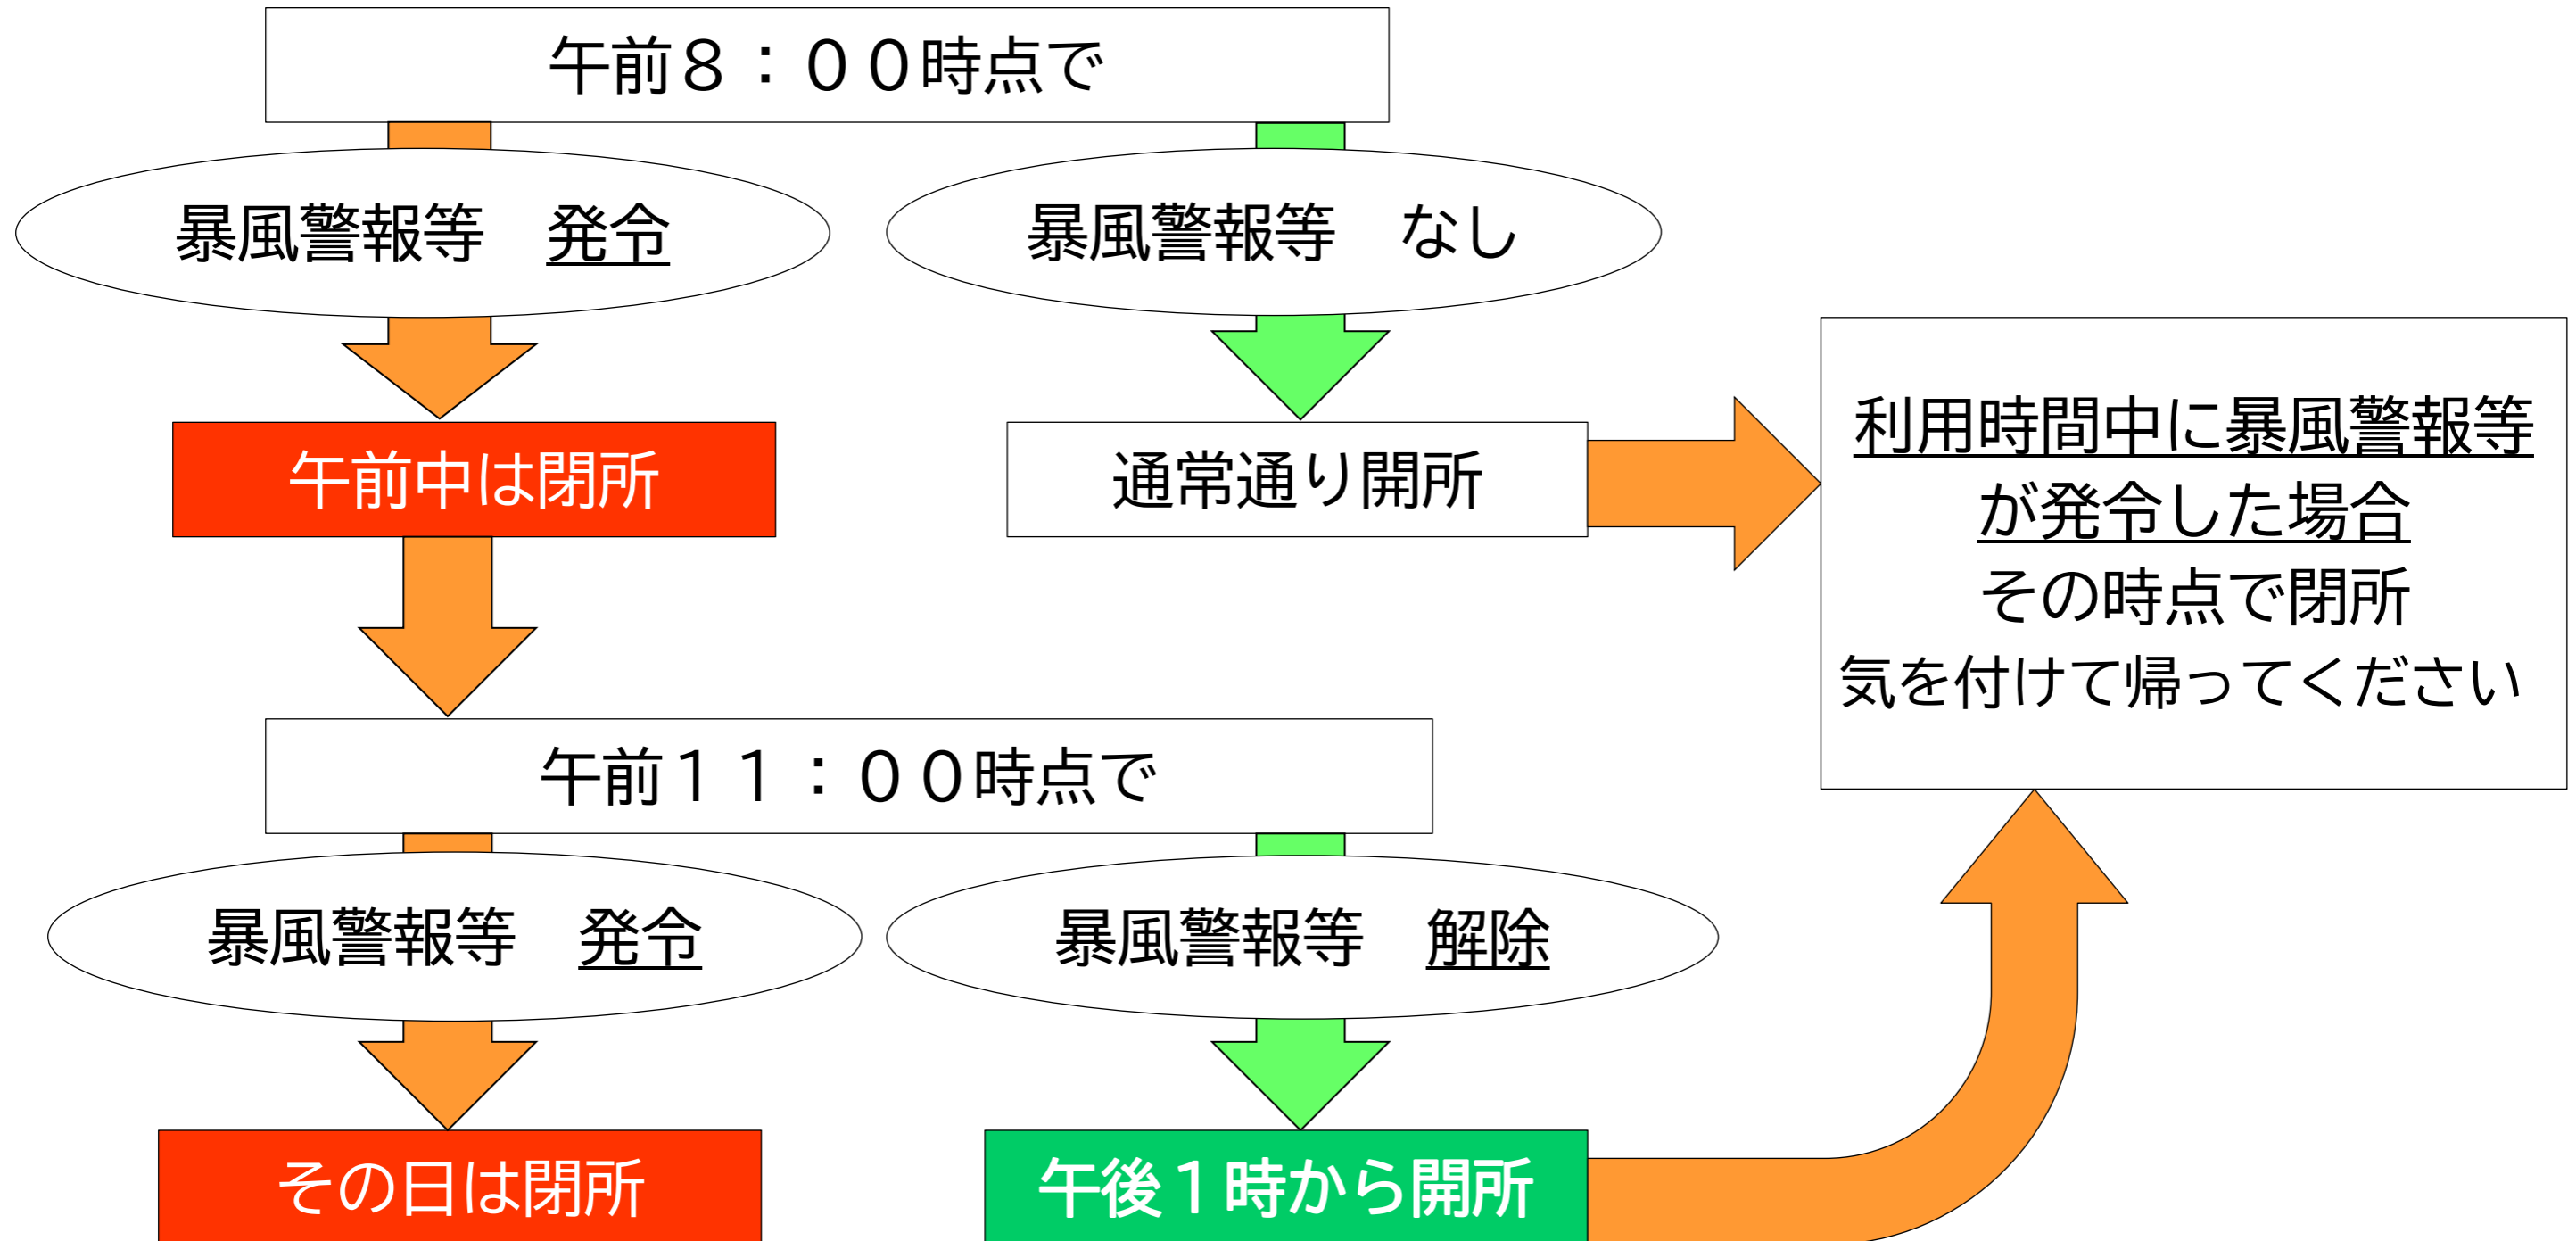 午前８：００時点で
暴風警報等　発令
暴風警報等　なし
午前中は閉所
通常通り開所
利用時間中に暴風警報等
が発令した場合
その時点で閉所
気を付けて帰ってください
午前１１：００時点で
暴風警報等　発令
暴風警報等　解除
その日は閉所
午後１時から開所